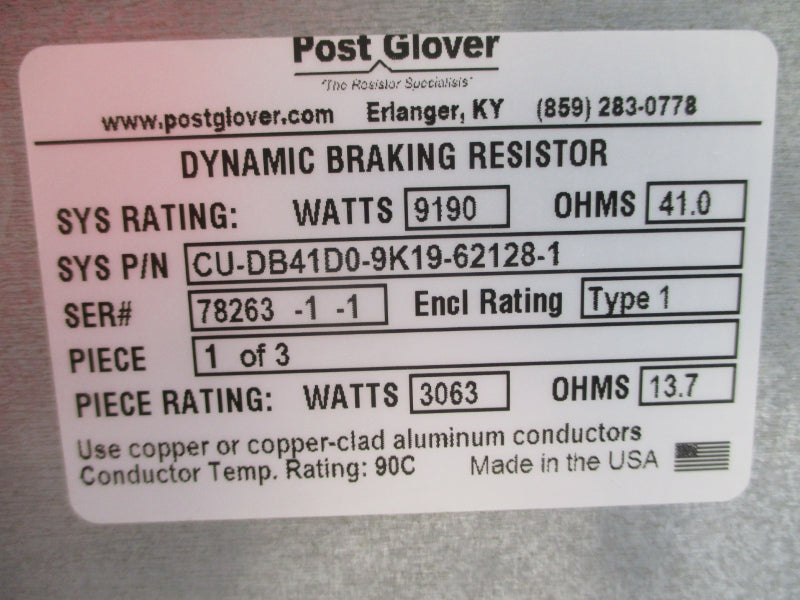 Post Glover
"The Resistor Specialists"
www.postglover.com Erlanger, KY (859) 283-0778
DYNAMIC BRAKING RESISTOR
SYS RATING: WATTS 9190 OHMS 41.0
SYS P/N CU-DB41D0-9K19-62128-1
SER# 78263 -1 -1 Encl Rating Type 1
PIECE 1 of 3
PIECE RATING: WATTS 3063 OHMS 13.7
Use copper or copper-clad aluminum conductors
Conductor Temp. Rating: 90C Made in the USA